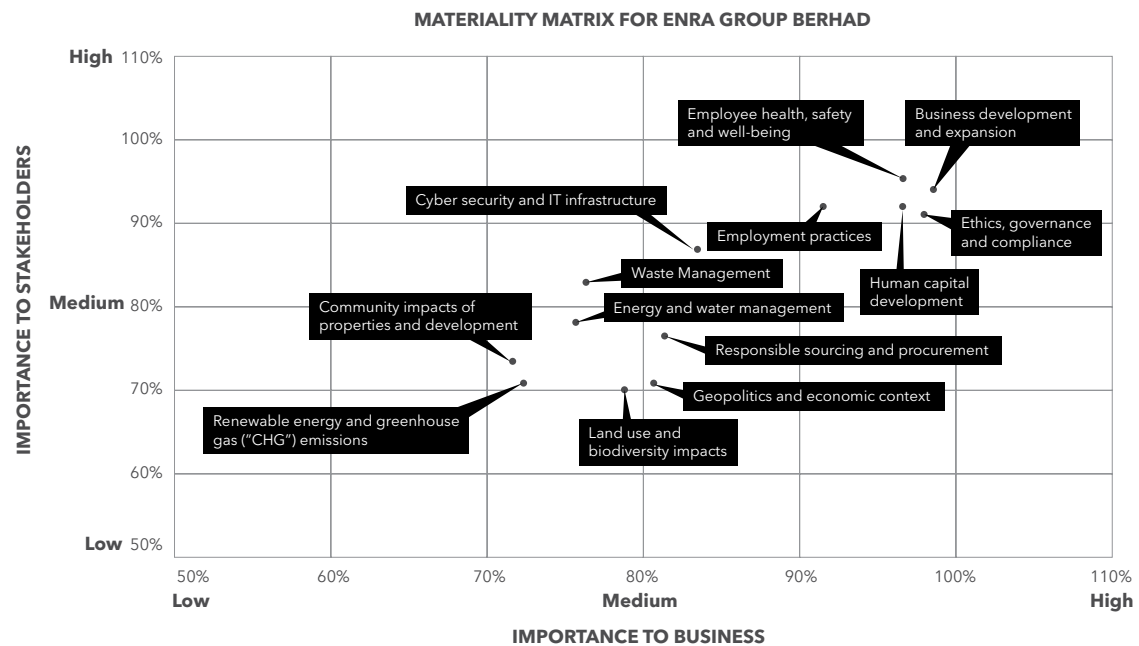 MATERIALITY MATRIX FOR ENRA GROUP BERHAD
High 110%
Employee health, safety
and well-being
Business development
and expansion
100%
Cyber security and IT infrastructure
90%
Employment practices
Ethics, governance
and compliance
Waste Management
Human capital
development
Medium 80%
Community impacts of
properties and development
Energy and water management
Responsible sourcing and procurement
70%
Geopolitics and economic context
Renewable energy and greenhouse
gas (“CHG”) emissions
Land use and
biodiversity impacts
60%
Low 50%
IMPORTANCE TO STAKEHOLDERS
50% 60% 70% 80% 90% 100% 110%
Low Medium High
IMPORTANCE TO BUSINESS